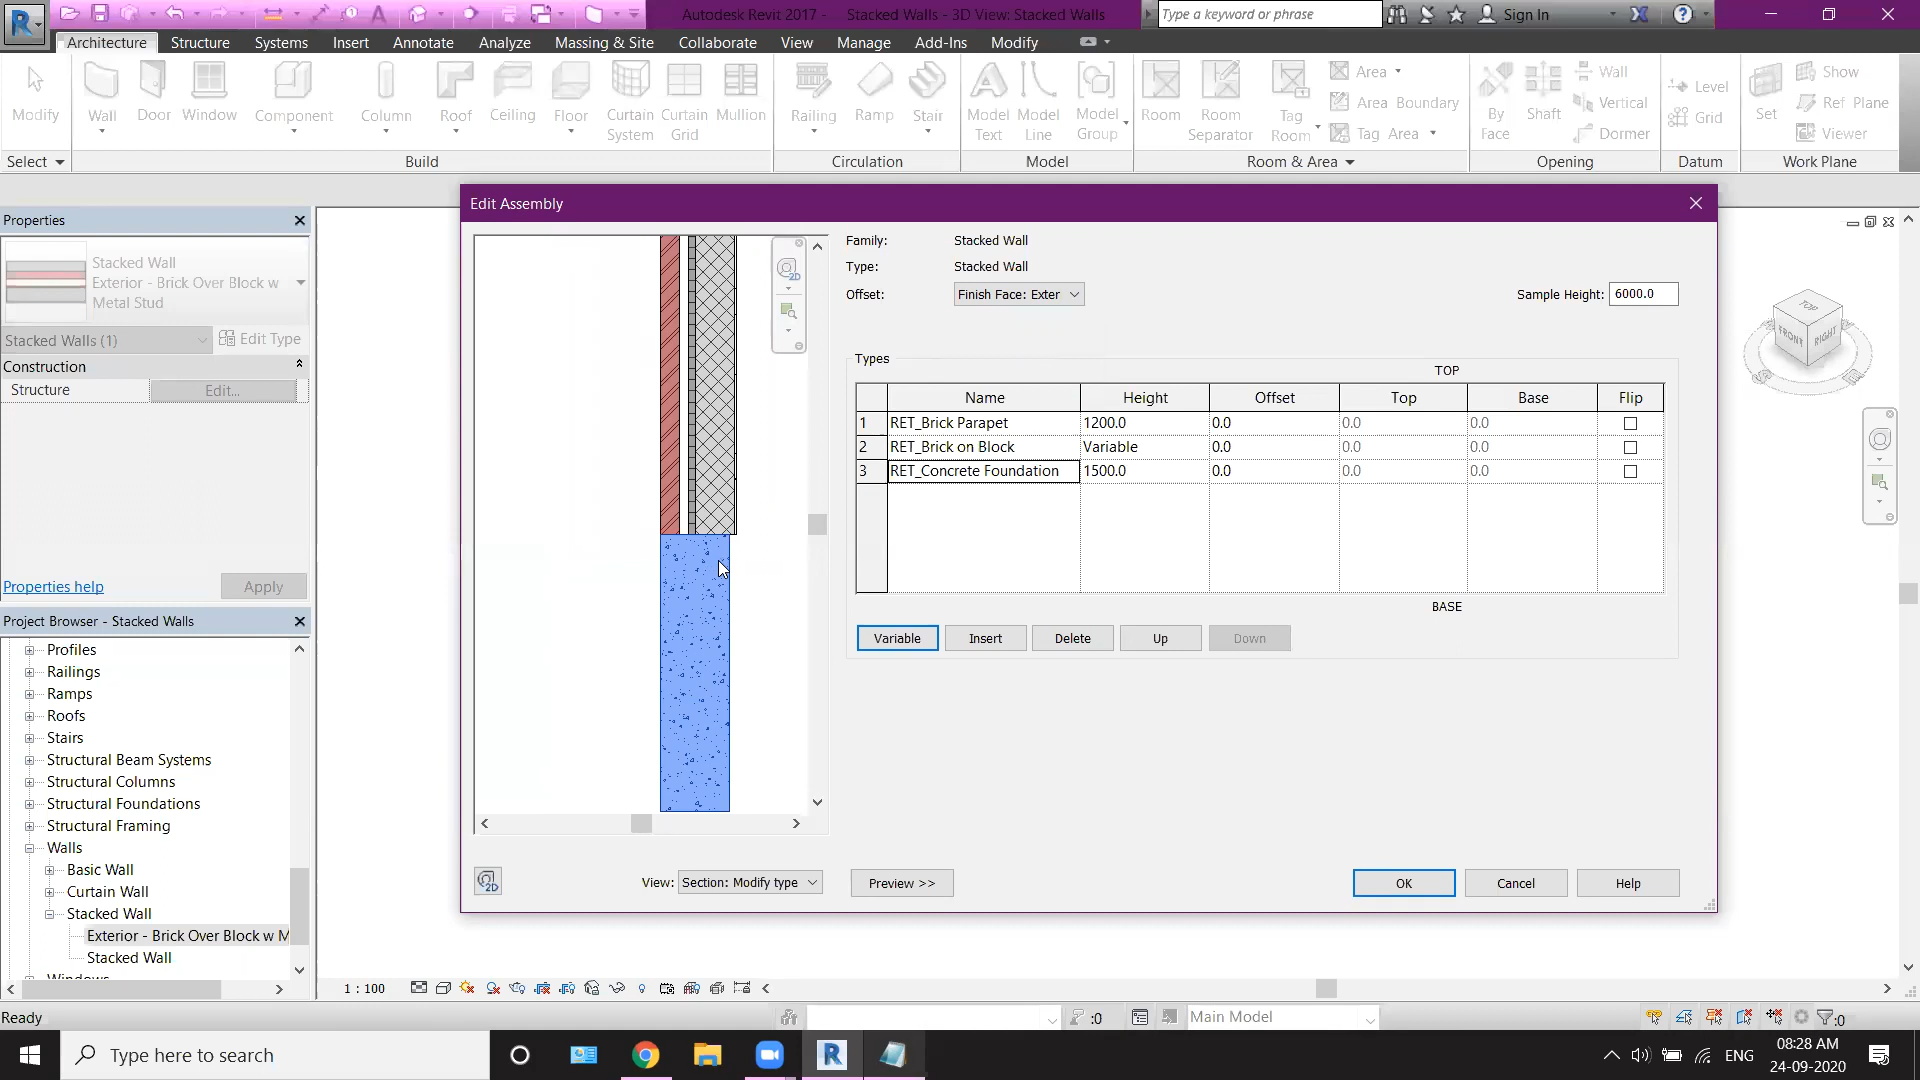 Autodesk Revit 2017 - Stacked Walls - 3D View: Stacked Walls
Type a keyword or phrase
Sign In
Architecture Structure Systems Insert Annotate Analyze Massing & Site Collaborate View Manage Add-Ins Modify
Modify
Wall
Door
Window
Component
Column
Roof
Ceiling
Floor
Curtain System
Curtain Grid
Mullion
Railing
Ramp
Stair
Model Text
Model Line
Model Group
Room
Room Separator
Tag Room
Area
Area Boundary
Tag Area
By Face
Shaft
Wall
Vertical
Dormer
Level
Grid
Set
Show
Ref Plane
Viewer
Select
Build
Circulation
Model
Room & Area
Opening
Datum
Work Plane
Properties
Stacked Wall
Exterior - Brick Over Block w
Metal Stud
Stacked Walls (1)
Edit Type
Construction
Structure Edit...
Properties help
Apply
Project Browser - Stacked Walls
Profiles
Railings
Ramps
Roofs
Stairs
Structural Beam Systems
Structural Columns
Structural Foundations
Structural Framing
Walls
Basic Wall
Curtain Wall
Stacked Wall
Exterior - Brick Over Block w M
Stacked Wall
Windows
Edit Assembly
Family: Stacked Wall
Type: Stacked Wall
Offset: Finish Face: Exter
Sample Height: 6000.0
Types
TOP
Name Height Offset Top Base Flip
1 RET_Brick Parapet 1200.0 0.0 0.0 0.0
2 RET_Brick on Block Variable 0.0 0.0 0.0
3 RET_Concrete Foundation 1500.0 0.0 0.0 0.0
BASE
Variable Insert Delete Up Down
2D
View: Section: Modify type
Preview >>
OK Cancel Help
TOP
FRONT
RIGHT
1 : 100
Ready
:0
Main Model
:0
Type here to search
ENG
08:28 AM
24-09-2020